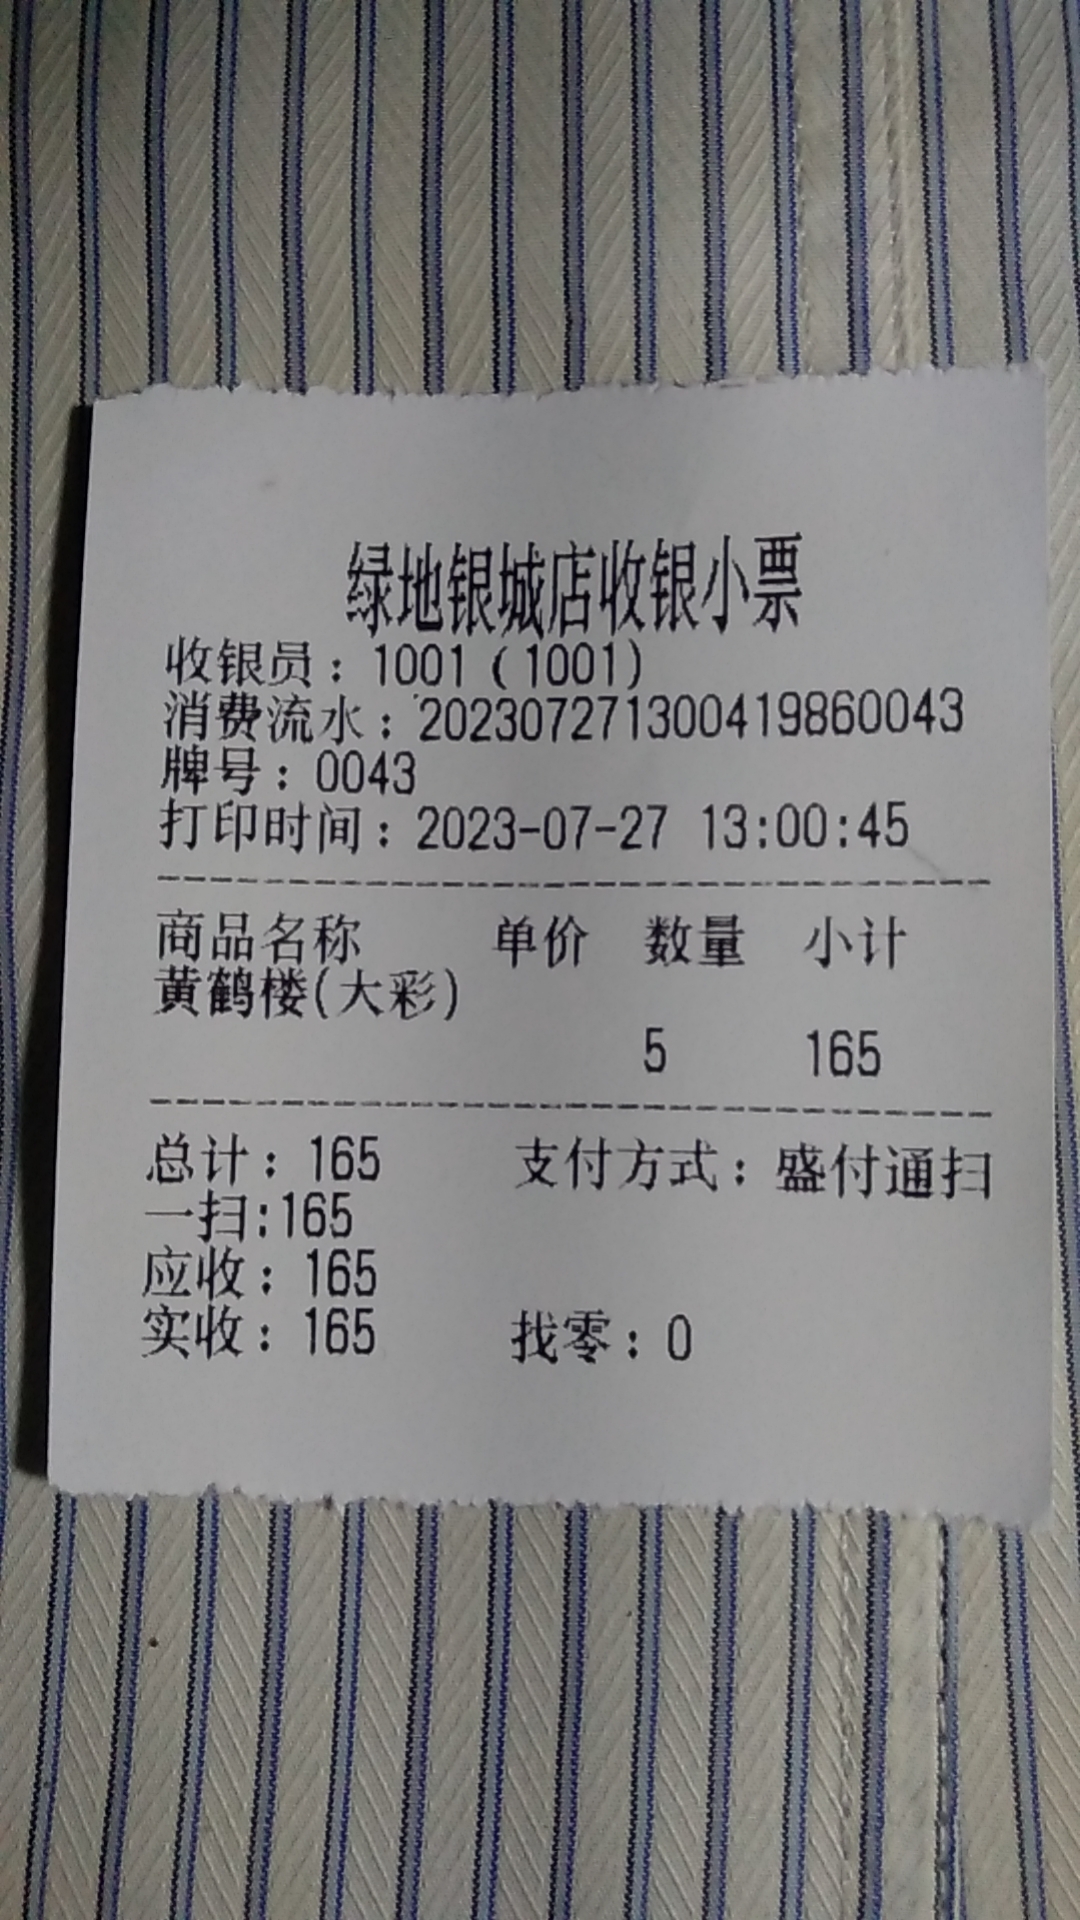 绿地银城店收银小票
收银员：1001（1001）
消费流水：202307271300419860043
牌号：0043
打印时间：2023-07-27 13:00:45
商品名称 单价 数量 小计
黄鹤楼(大彩)
5 165
总计：165 支付方式：盛付通扫
一扫:165
应收：165
实收：165 找零：0